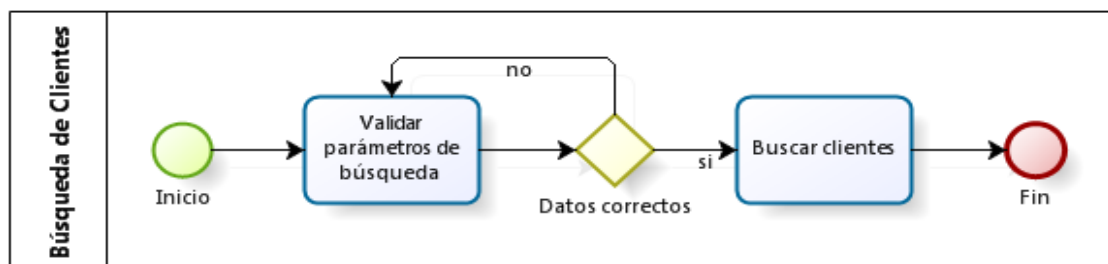 Búsqueda de Clientes
Inicio
Validar
parámetros de
búsqueda
no
Datos correctos
si
Buscar clientes
Fin